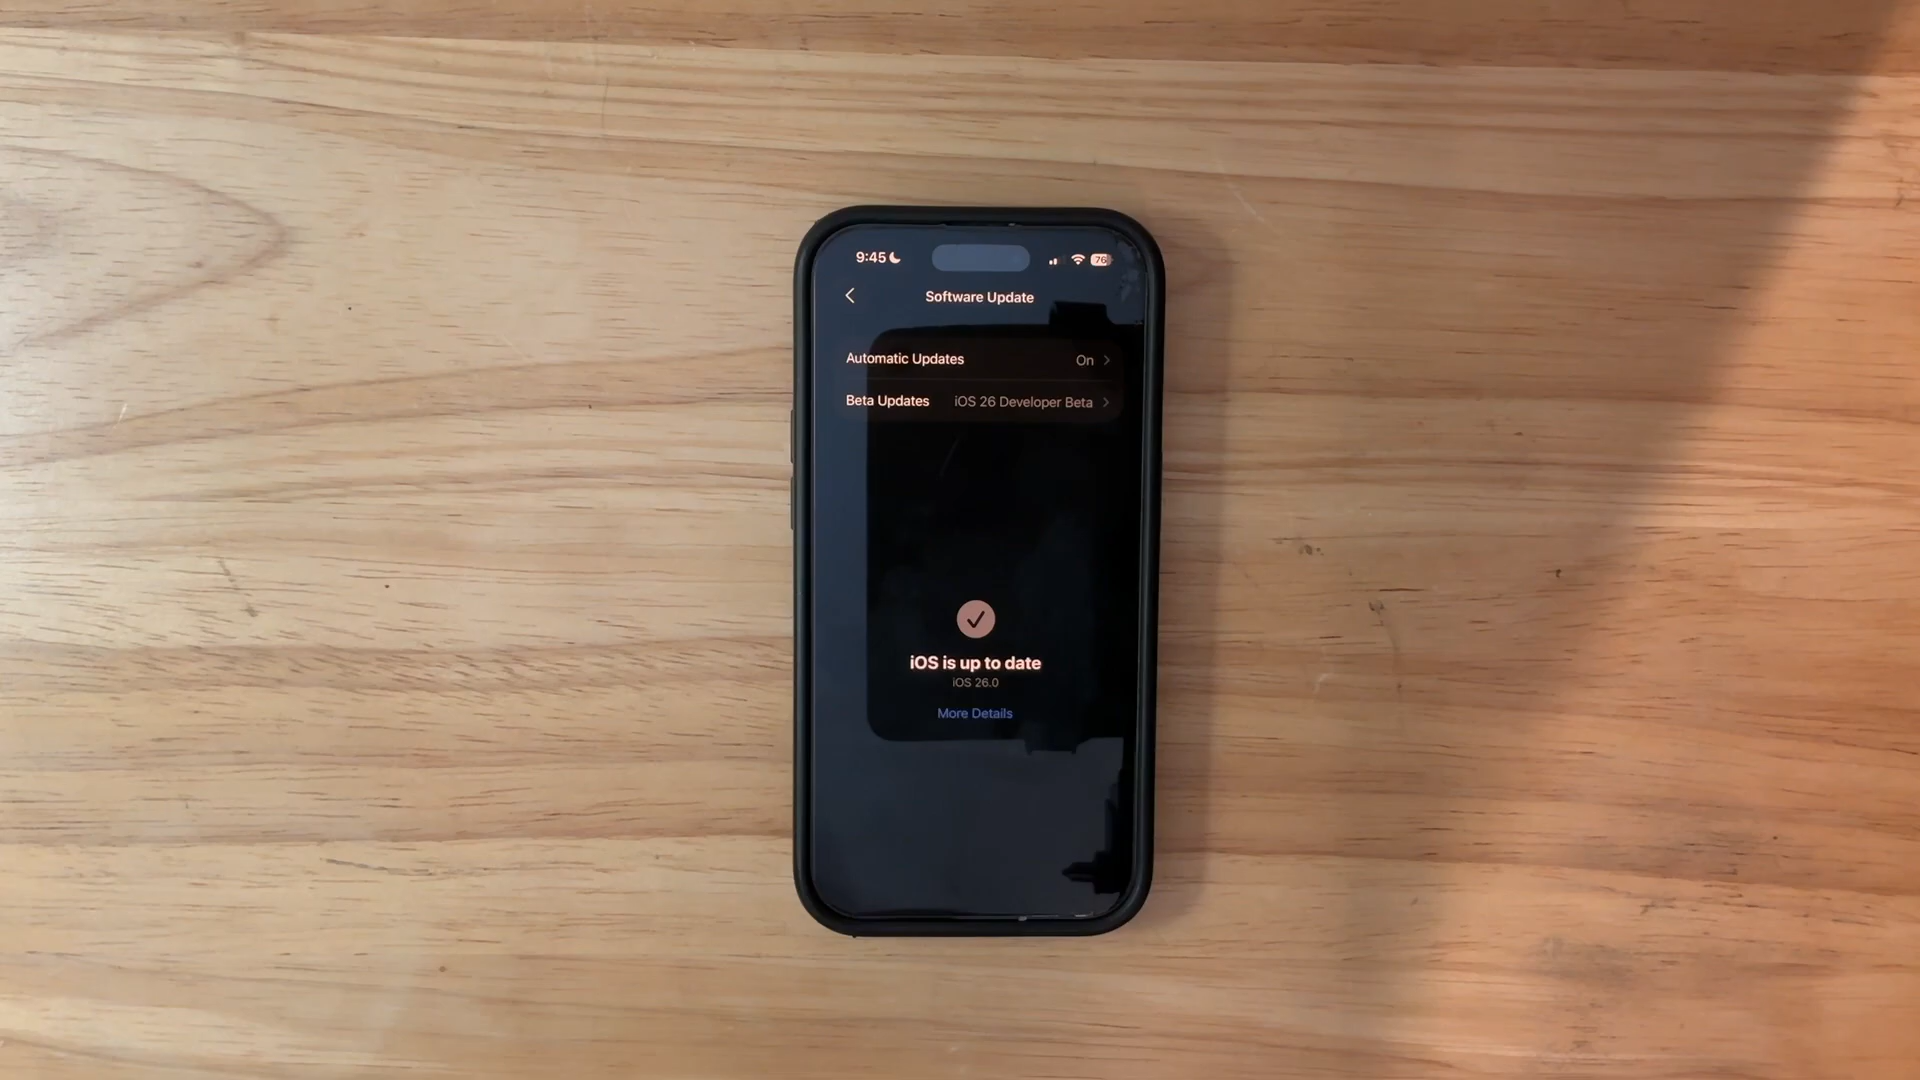 9:45 76
Software Update
Automatic Updates On
Beta Updates iOS 26 Developer Beta
iOS is up to date
iOS 26.0
More Details